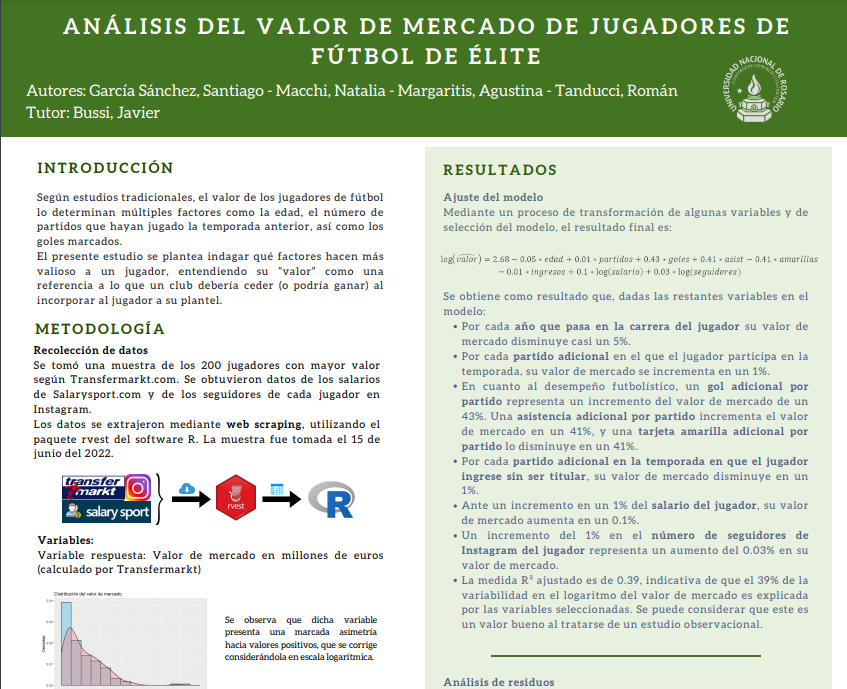 ANÁLISIS DEL VALOR DE MERCADO DE JUGADORES DE
FÚTBOL DE ÉLITE
Autores: García Sánchez, Santiago - Macchi, Natalia - Margaritis, Agustina - Tanducci, Román
Tutor: Bussi, Javier
UNIVERSIDAD NACIONAL DE ROSARIO
INTRODUCCIÓN
Según estudios tradicionales, el valor de los jugadores de fútbol
lo determinan múltiples factores como la edad, el número de
partidos que hayan jugado la temporada anterior, así como los
goles marcados.
El presente estudio se plantea indagar qué factores hacen más
valioso a un jugador, entendiendo su "valor" como una
referencia a lo que un club debería ceder (o podría ganar) al
incorporar al jugador a su plantel.
METODOLOGÍA
Recolección de datos
Se tomó una muestra de los 200 jugadores con mayor valor
según Transfermarkt.com. Se obtuvieron datos de los salarios
de Salarysport.com y de los seguidores de cada jugador en
Instagram.
Los datos se extrajeron mediante web scraping, utilizando el
paquete rvest del software R. La muestra fue tomada el 15 de
junio del 2022.
transfer
markt
salary sport
rvest
R
Variables:
Variable respuesta: Valor de mercado en millones de euros
(calculado por Transfermarkt)
Distribución del valor de mercado
Densidad
Se observa que dicha variable
presenta una marcada asimetría
hacia valores positivos, que se corrige
considerándola en escala logarítmica.
RESULTADOS
Ajuste del modelo
Mediante un proceso de transformación de algunas variables y de
selección del modelo, el resultado final es:
log(valor) = 2.68 − 0.05 * edad + 0.01 * partidos + 0.43 * goles + 0.41 * asist − 0.41 * amarillas
− 0.01 * ingresos + 0.1 * log(salario) + 0.03 * log(seguidores)
Se obtiene como resultado que, dadas las restantes variables en el
modelo:
• Por cada año que pasa en la carrera del jugador su valor de
mercado disminuye casi un 5%.
• Por cada partido adicional en el que el jugador participa en la
temporada, su valor de mercado se incrementa en un 1%.
• En cuanto al desempeño futbolístico, un gol adicional por
partido representa un incremento del valor de mercado de un
43%. Una asistencia adicional por partido incrementa el valor
de mercado en un 41%, y una tarjeta amarilla adicional por
partido lo disminuye en un 41%.
• Por cada partido adicional en la temporada en que el jugador
ingrese sin ser titular, su valor de mercado disminuye en un
1%.
• Ante un incremento en un 1% del salario del jugador, su valor
de mercado aumenta en un 0.1%.
• Un incremento del 1% en el número de seguidores de
Instagram del jugador representa un aumento del 0.03% en su
valor de mercado.
• La medida R² ajustado es de 0.39, indicativa de que el 39% de la
variabilidad en el logaritmo del valor de mercado es explicada
por las variables seleccionadas. Se puede considerar que este es
un valor bueno al tratarse de un estudio observacional.
Análisis de residuos